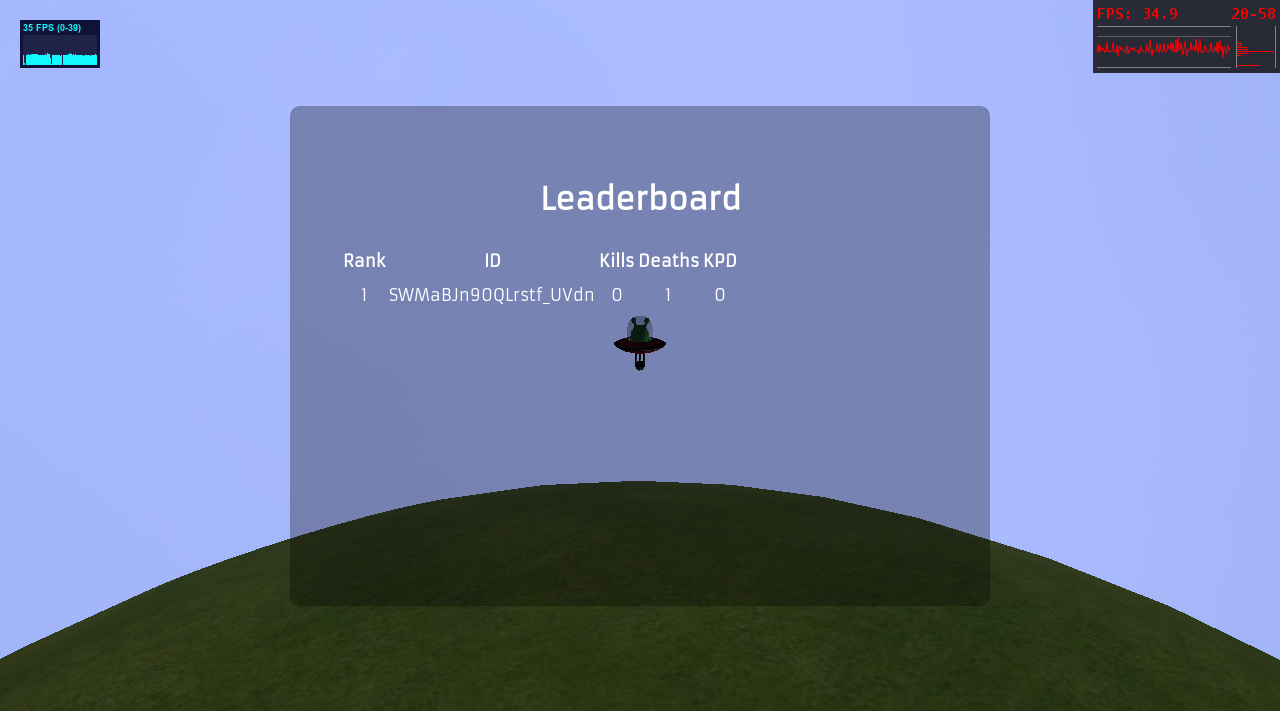 35 FPS (0-39)
FPS: 34.9 20-58
Leaderboard
Rank ID Kills Deaths KPD
1 SWMaBJn9OQLrstf_UVdn 0 1 0